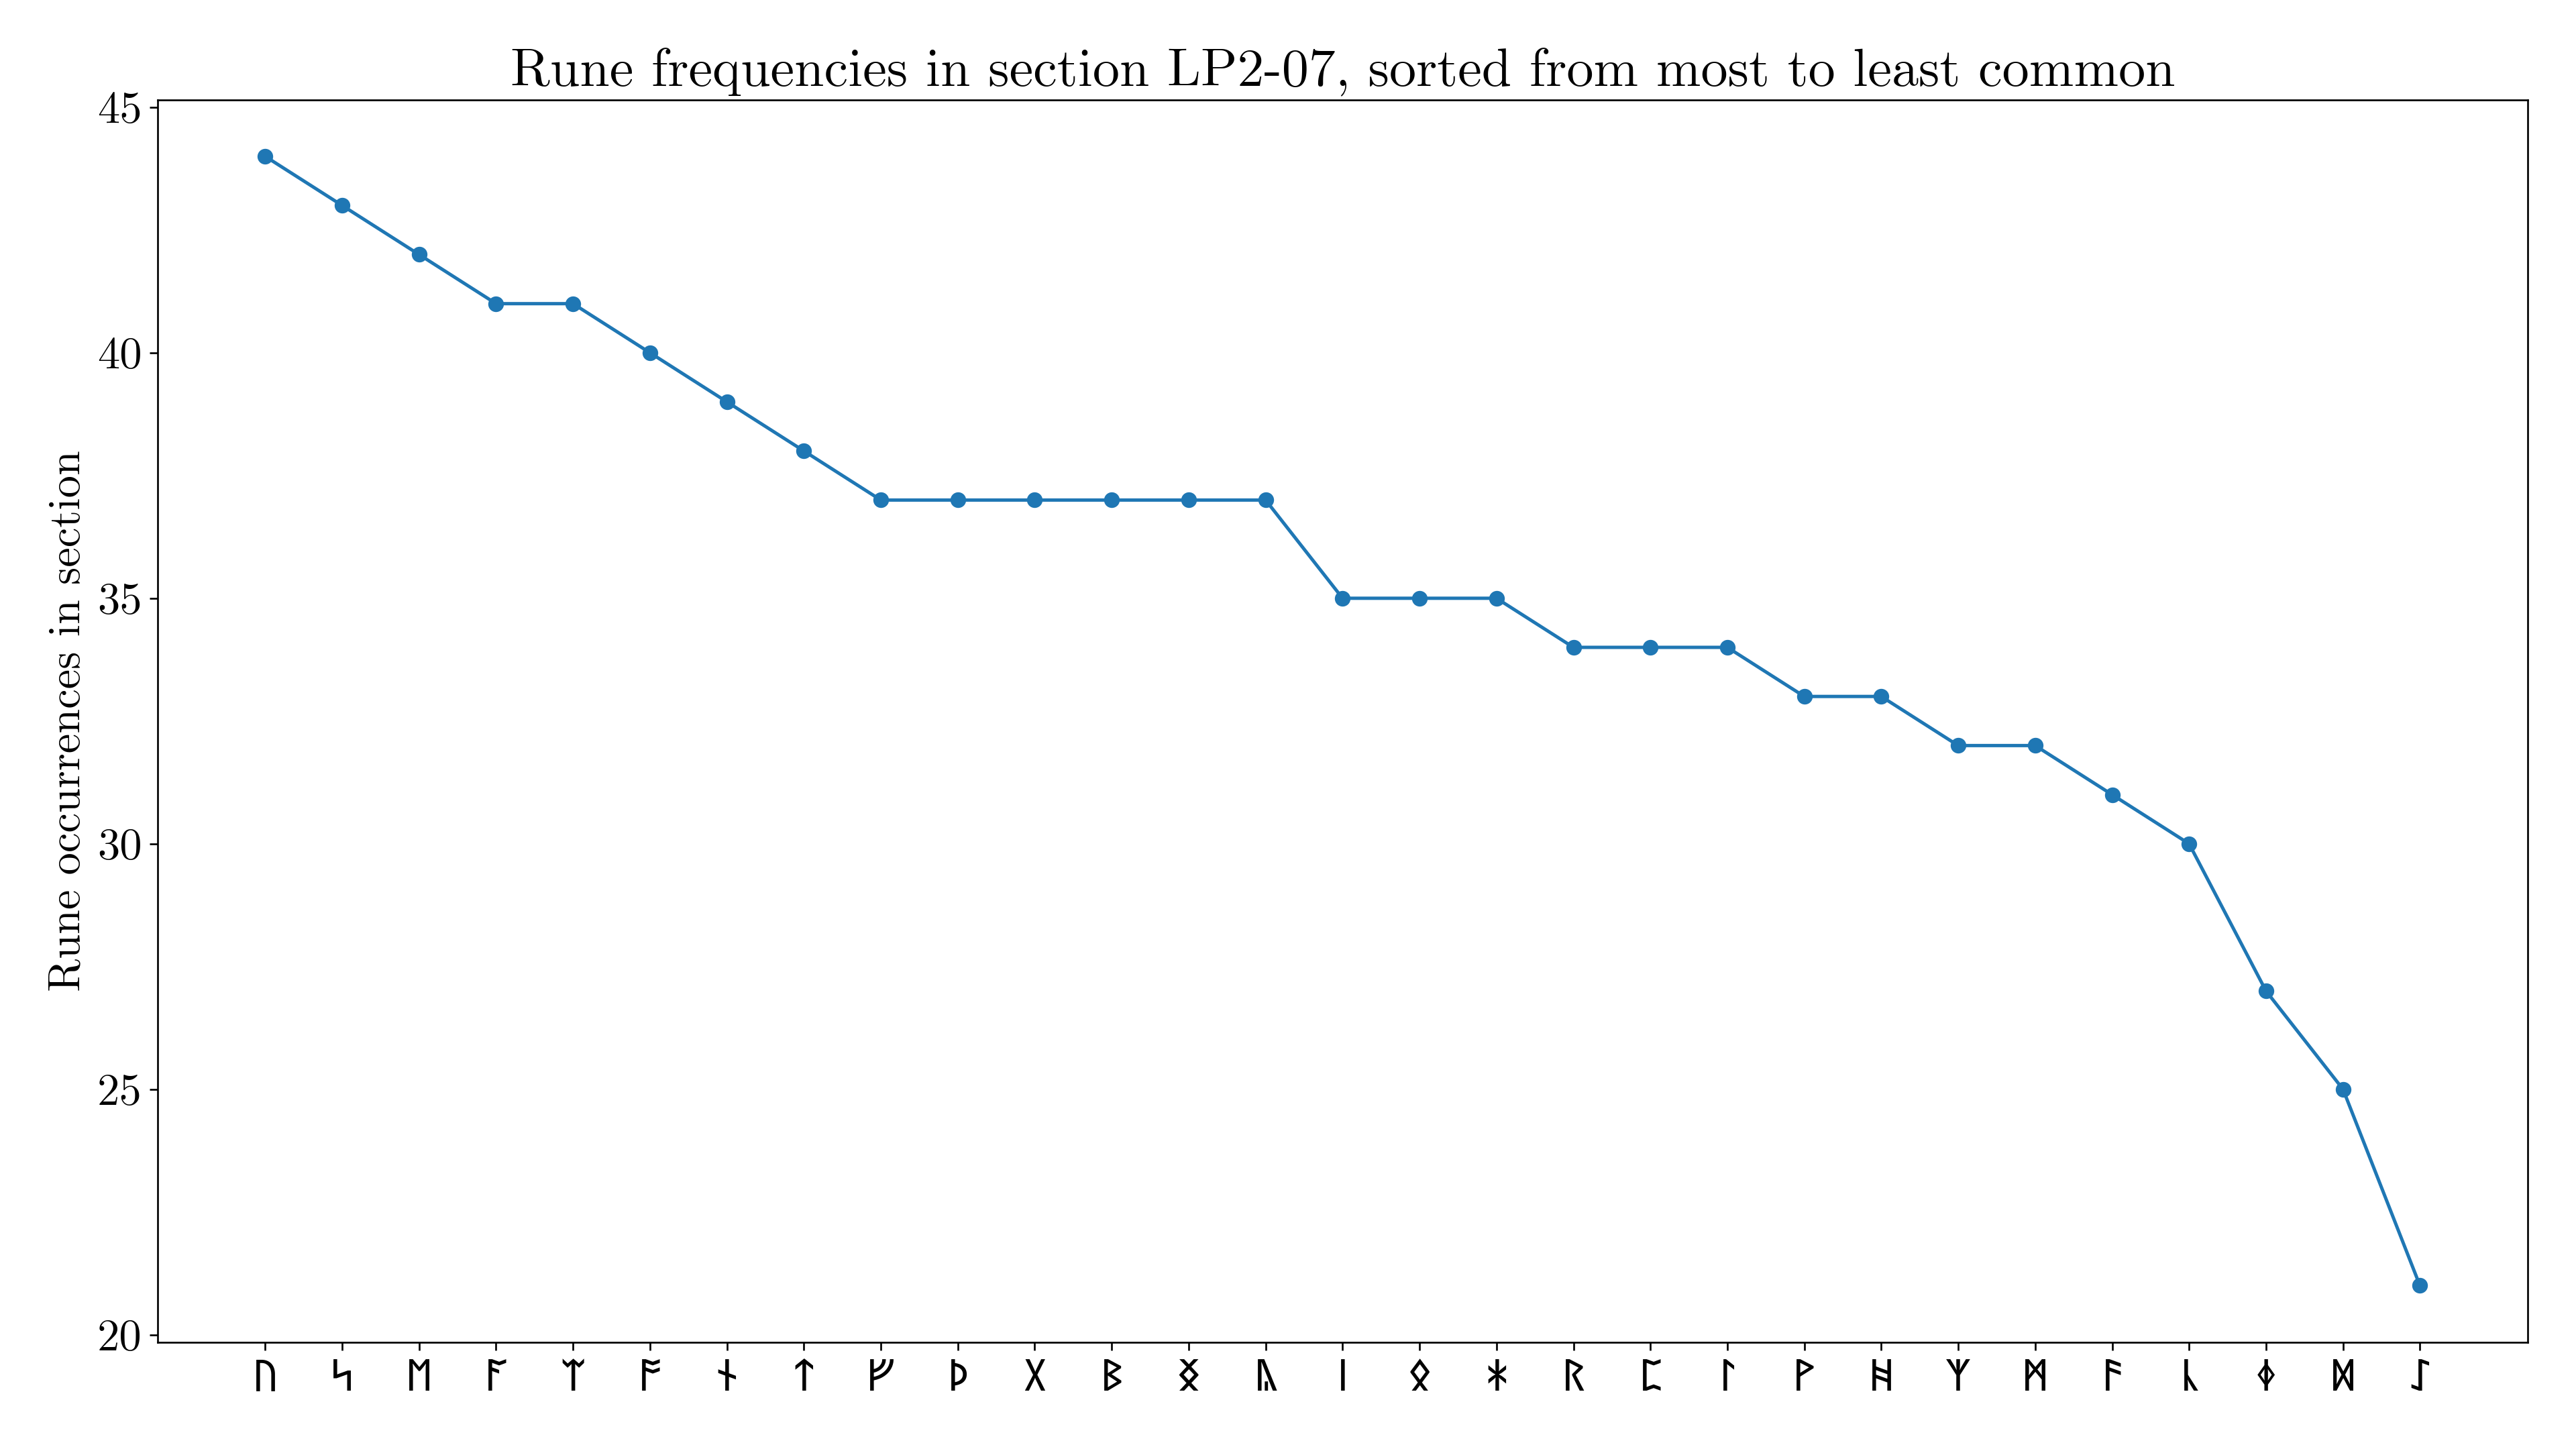 Rune frequencies in section LP2-07, sorted from most to least common
45
40
35
30
25
20
Rune occurrences in section
ᚢ ᛋ ᛖ ᚪ ᛠ ᚩ ᚾ ᛏ ᚠ ᚦ ᚷ ᛒ ᛝ ᚣ ᛁ ᛟ ᛡ ᚱ ᛈ ᛚ ᚹ ᚻ ᛉ ᛗ ᚫ ᚳ ᛄ ᛞ ᛇ